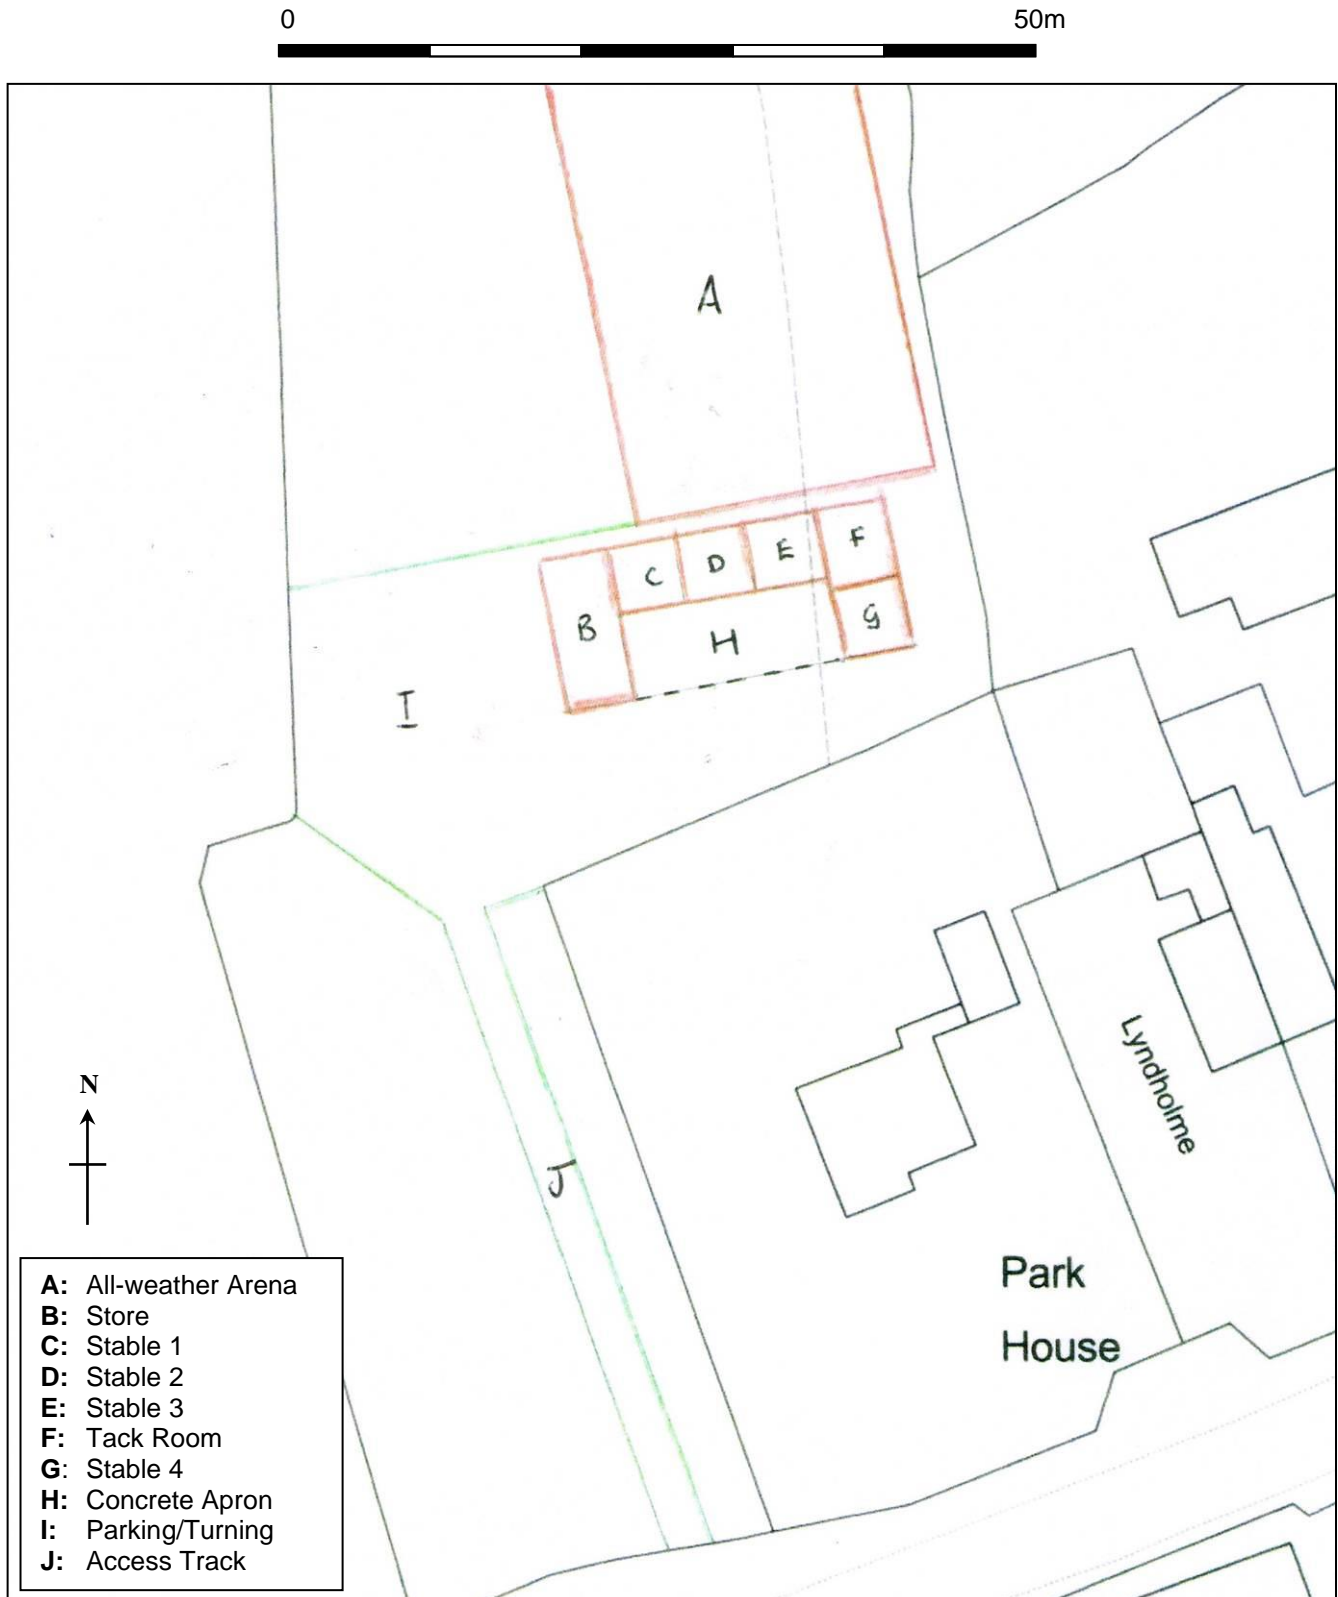 0 50m
A
C D E F
B H G
I
N
J
Lyndholme
Park
House
A: All-weather Arena
B: Store
C: Stable 1
D: Stable 2
E: Stable 3
F: Tack Room
G: Stable 4
H: Concrete Apron
I: Parking/Turning
J: Access Track